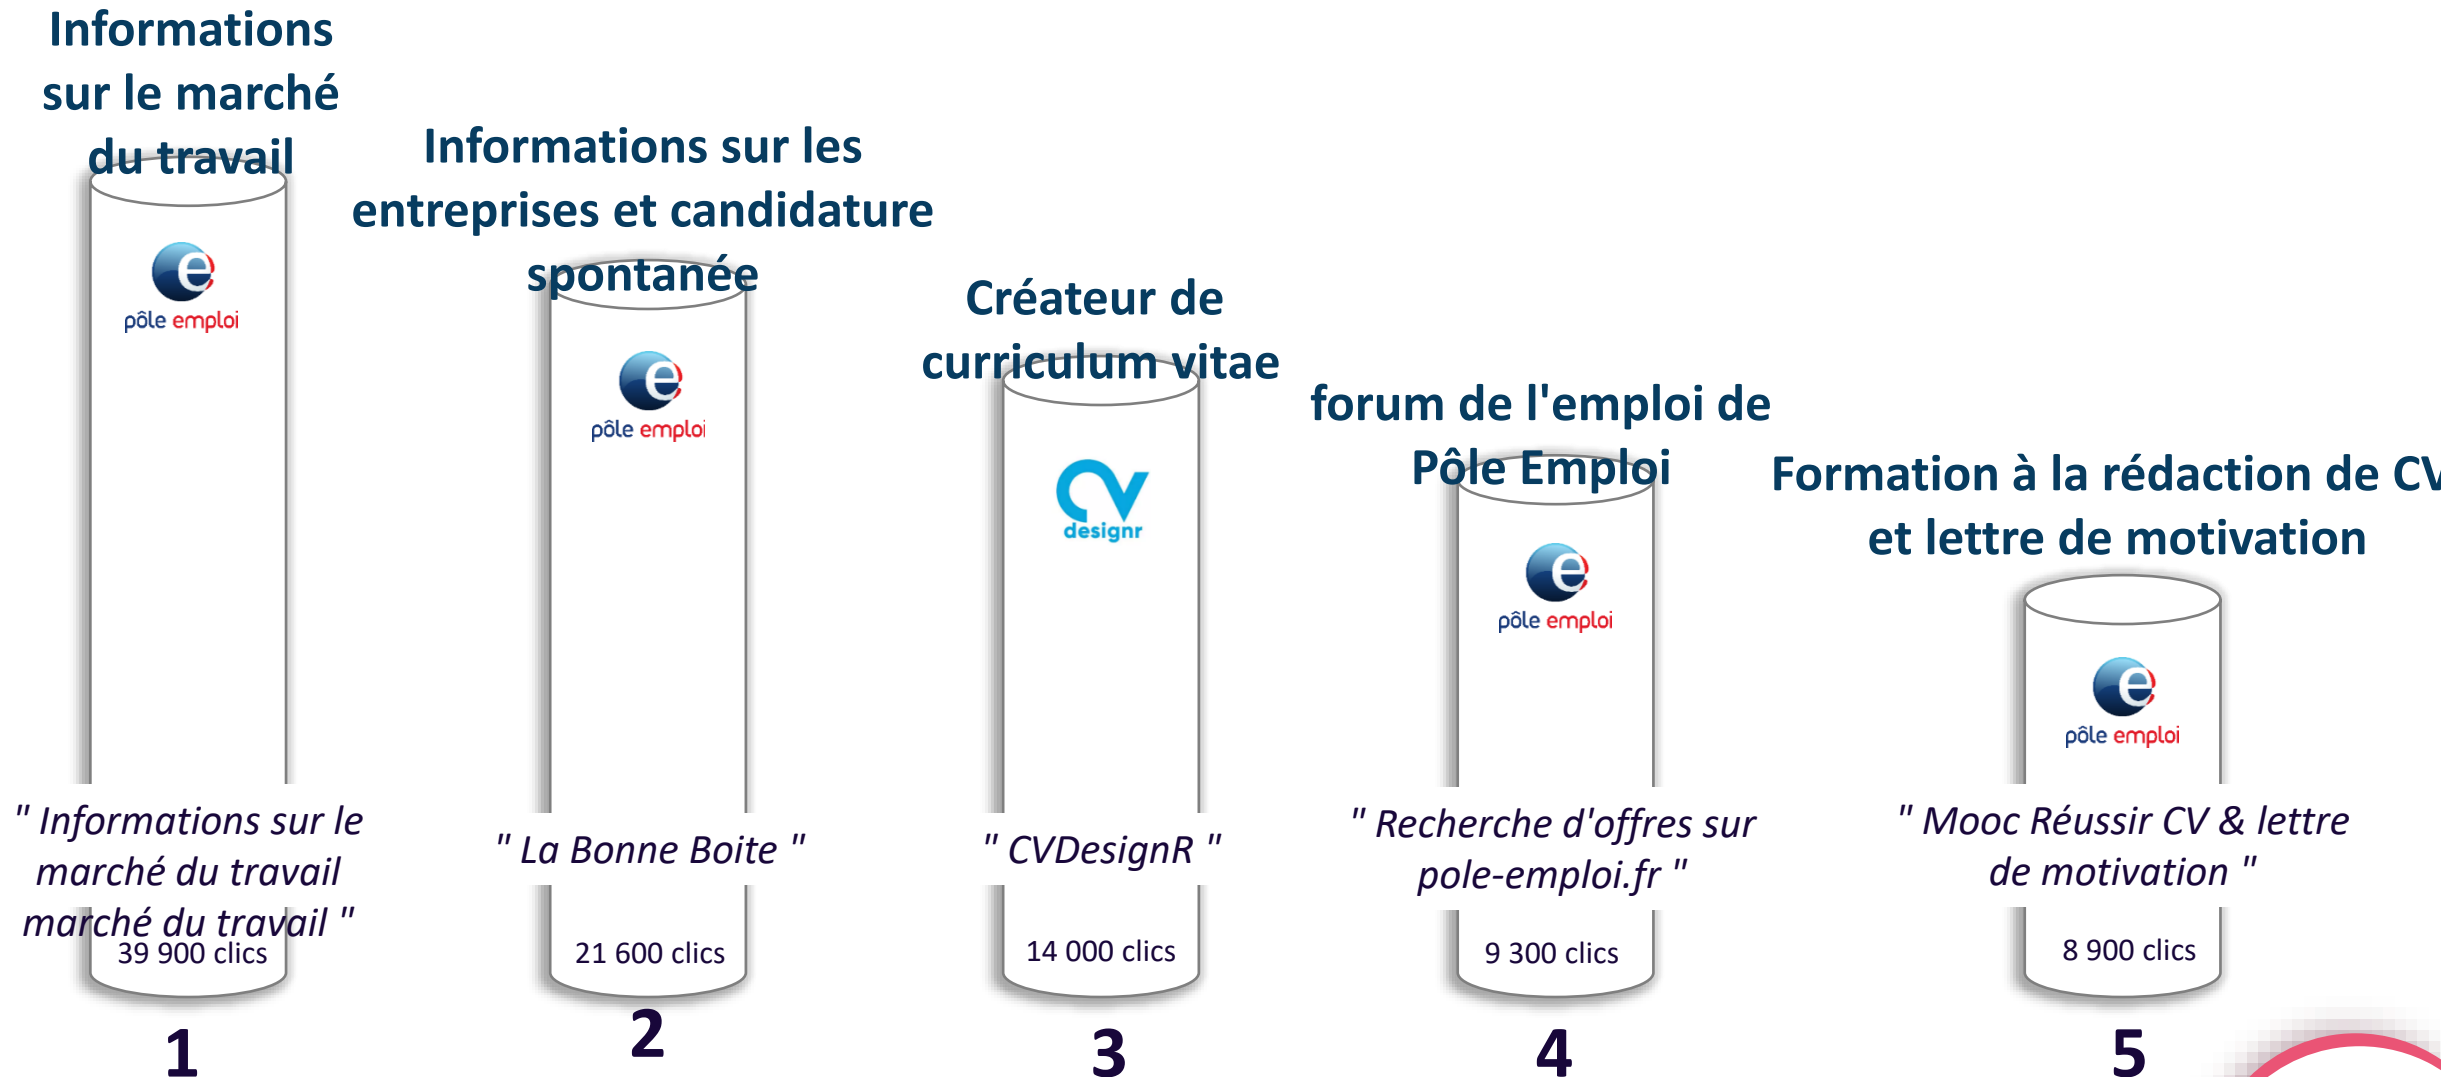 Informations
sur le marché
du travail
pôle emploi
" Informations sur le
marché du travail
marché du travail "
39 900 clics
1
Informations sur les
entreprises et candidature
spontanée
pôle emploi
" La Bonne Boite "
21 600 clics
2
Créateur de
curriculum vitae
CV
designr
" CVDesignR "
14 000 clics
3
forum de l'emploi de
Pôle Emploi
pôle emploi
" Recherche d'offres sur
pole-emploi.fr "
9 300 clics
4
Formation à la rédaction de CV
et lettre de motivation
pôle emploi
" Mooc Réussir CV & lettre
de motivation "
8 900 clics
5